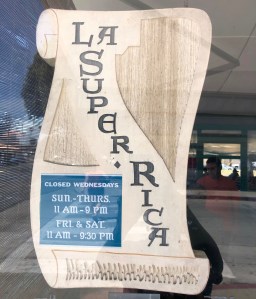 LA
SUPER-
RICA
CLOSED WEDNESDAYS
SUN.-THURS.
11 AM - 9 PM
FRI. & SAT.
11 AM - 9:30 PM